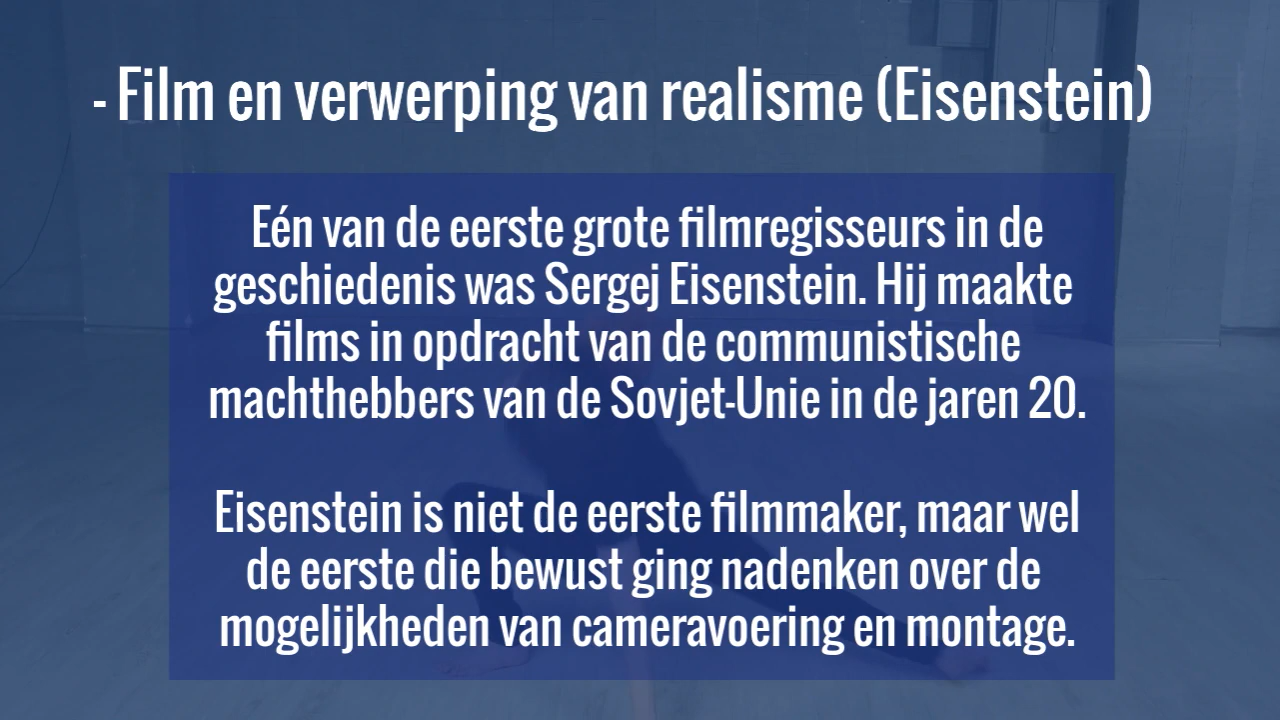 - Film en verwerping van realisme (Eisenstein)
Eén van de eerste grote filmregisseurs in de
geschiedenis was Sergej Eisenstein. Hij maakte
films in opdracht van de communistische
machthebbers van de Sovjet-Unie in de jaren 20.
Eisenstein is niet de eerste filmmaker, maar wel
de eerste die bewust ging nadenken over de
mogelijkheden van cameravoering en montage.